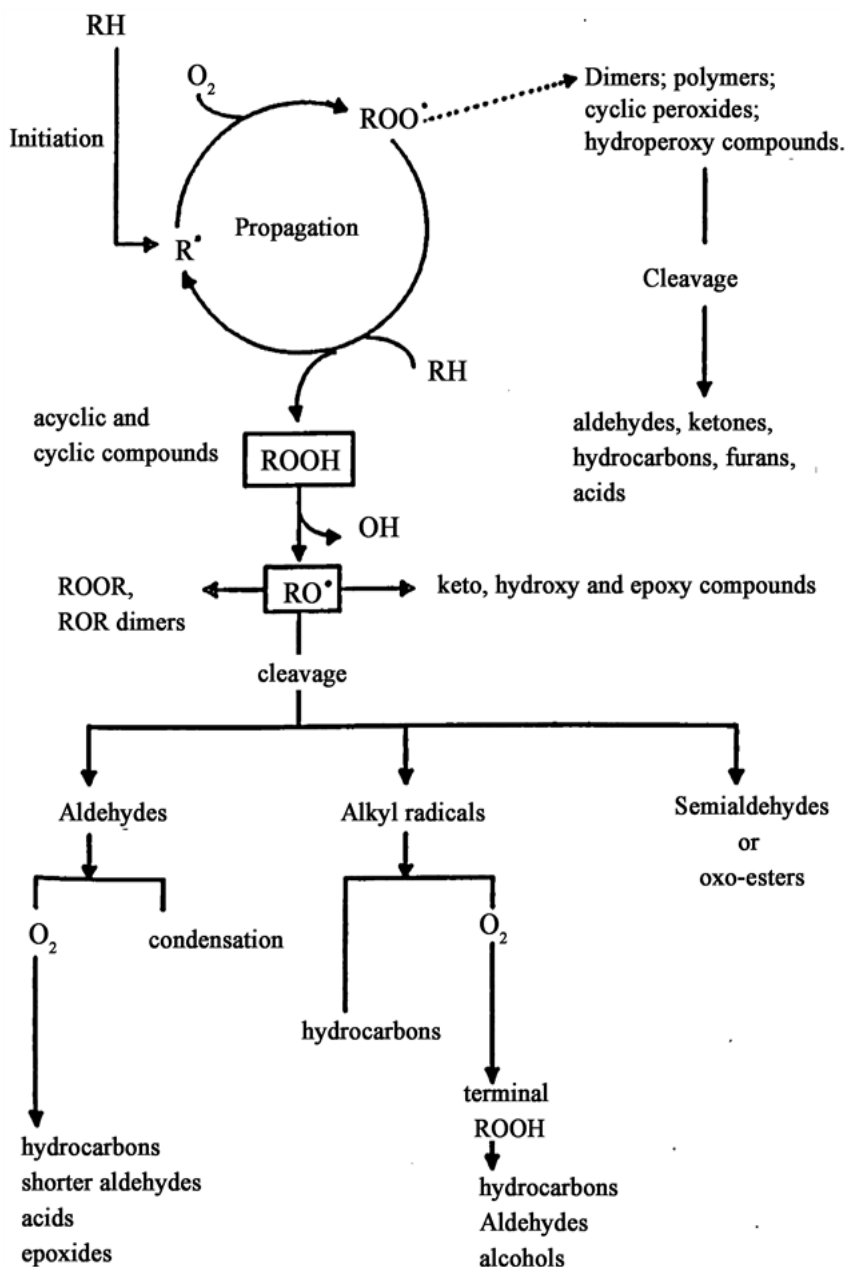 RH
O₂
ROO•
Dimers; polymers;
cyclic peroxides;
hydroperoxy compounds.
Initiation
R•
Propagation
Cleavage
RH
acyclic and
cyclic compounds
ROOH
aldehydes, ketones,
hydrocarbons, furans,
acids
OH
ROOR,
ROR dimers
RO•
keto, hydroxy and epoxy compounds
cleavage
Aldehydes
Alkyl radicals
Semialdehydes
or
oxo-esters
O₂
condensation
O₂
hydrocarbons
terminal
ROOH
hydrocarbons
shorter aldehydes
acids
epoxides
hydrocarbons
Aldehydes
alcohols